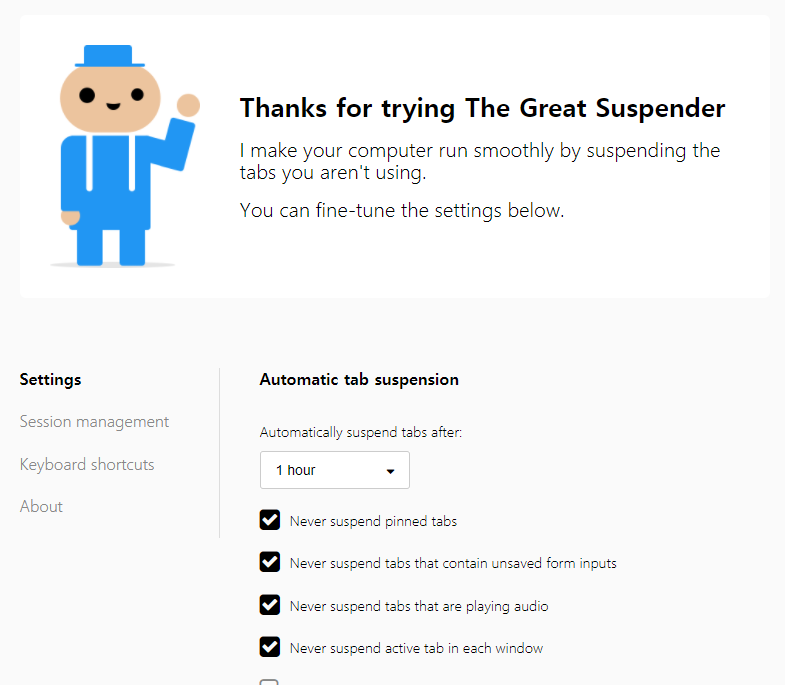 Thanks for trying The Great Suspender
I make your computer run smoothly by suspending the
tabs you aren't using.
You can fine-tune the settings below.
Settings
Session management
Keyboard shortcuts
About
Automatic tab suspension
Automatically suspend tabs after:
1 hour
Never suspend pinned tabs
Never suspend tabs that contain unsaved form inputs
Never suspend tabs that are playing audio
Never suspend active tab in each window